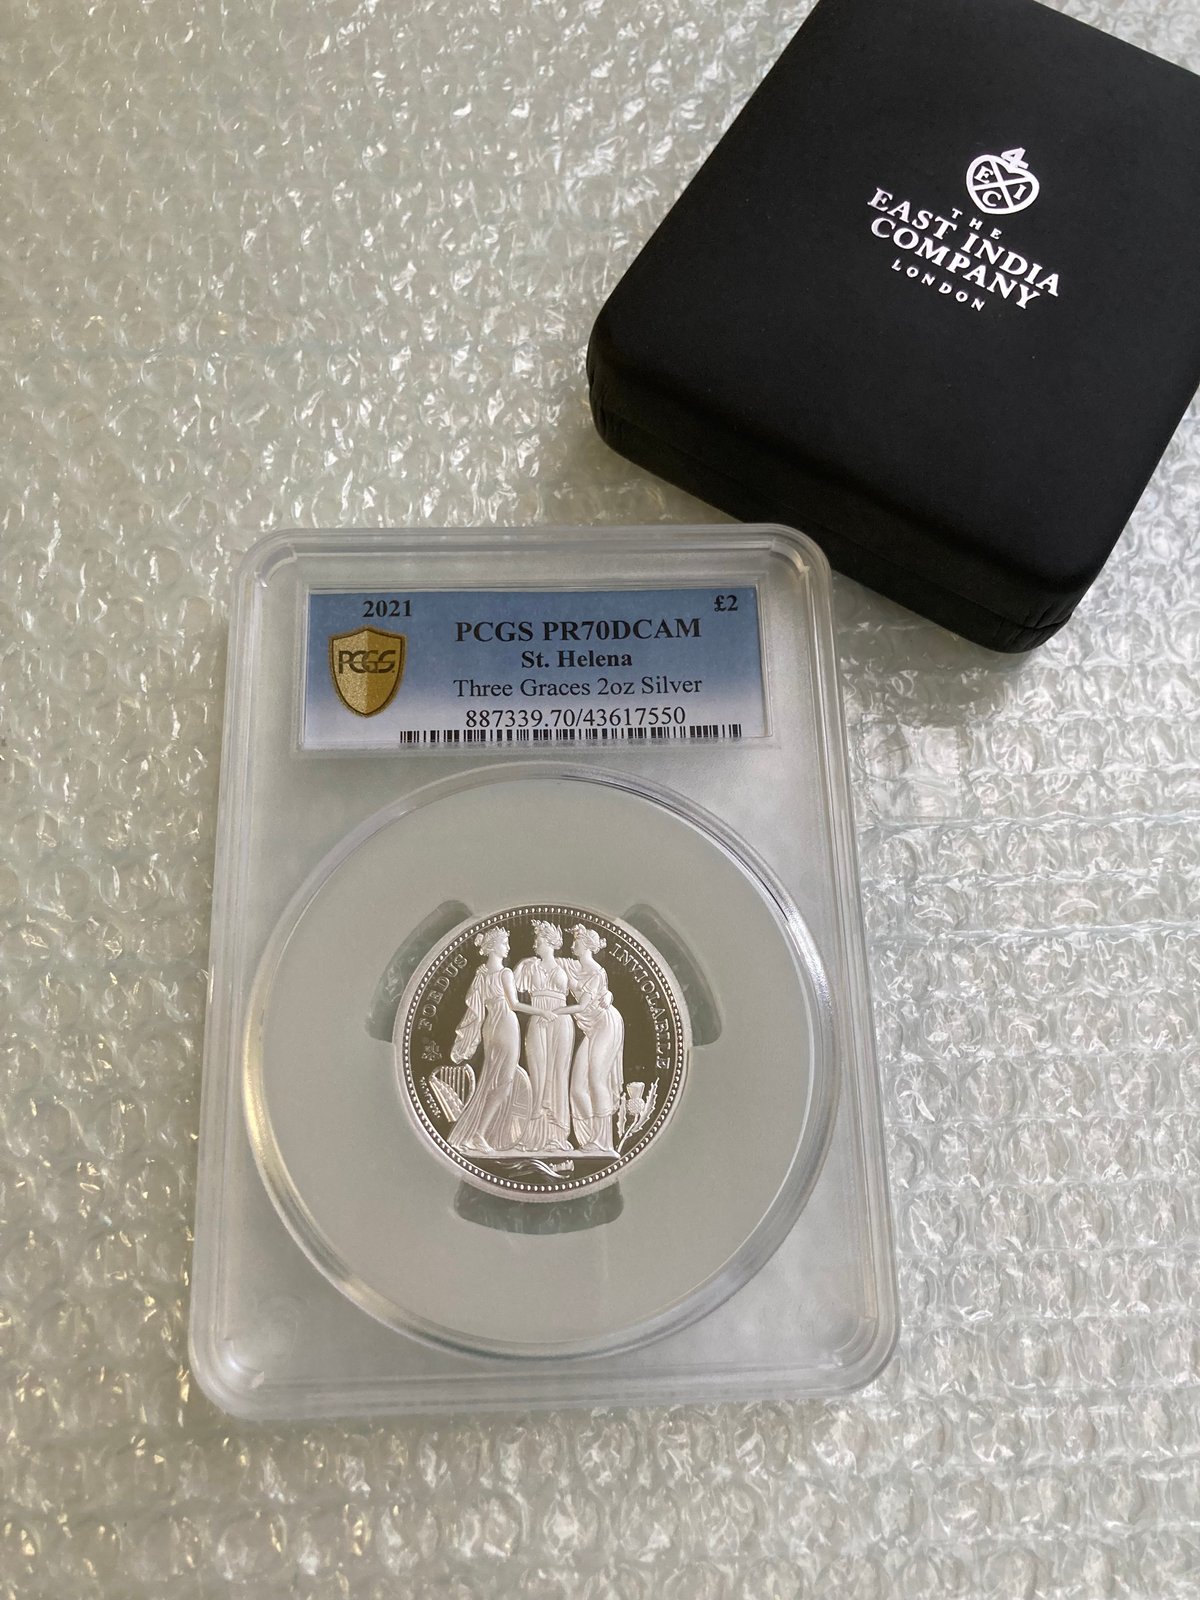 4
E I
C
THE
EAST INDIA
COMPANY
LONDON
2021 £2
PCGS PR70DCAM
St. Helena
Three Graces 2oz Silver
887339.70/43617550
PCGS
FOEDUS INVIOLABILE